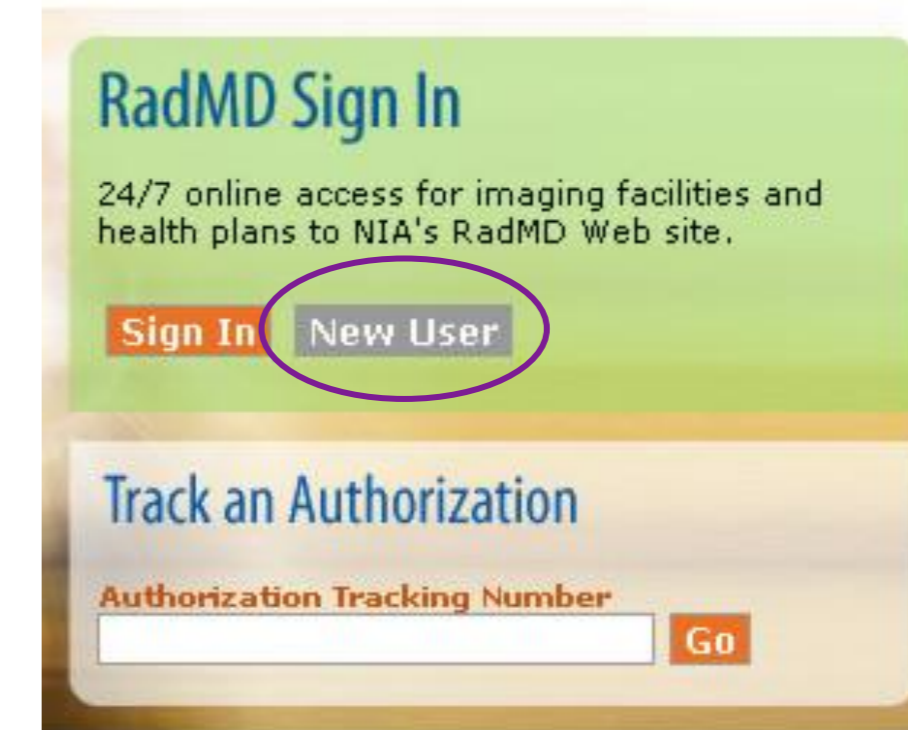 RadMD Sign In
24/7 online access for imaging facilities and
health plans to NIA's RadMD Web site.
Sign In New User
Track an Authorization
Authorization Tracking Number
Go